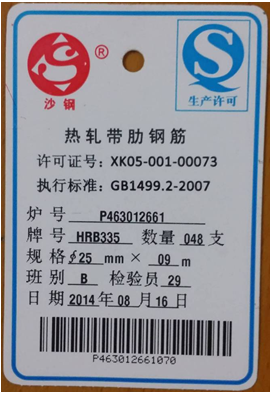 沙钢
®
QS
生产许可
热轧带肋钢筋
许可证号：XK05-001-00073
执行标准：GB1499.2-2007
炉号 P463012661
牌号 HRB335 数量 048 支
规格 ∮25 mm × 09 m
班别 B 检验员 29
日期 2014 年 08 月 16 日
P463012661070